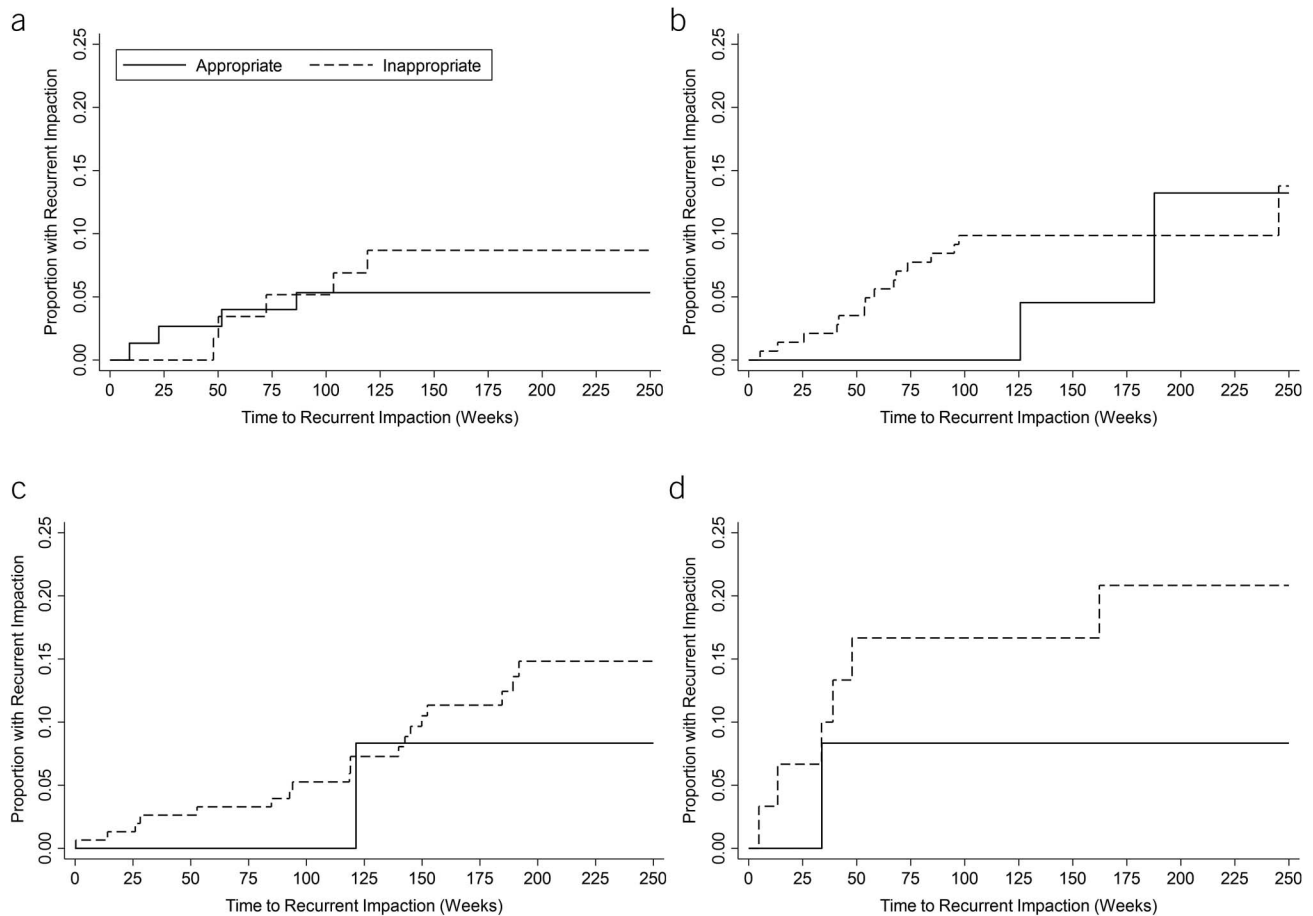 a
Proportion with Recurrent Impaction
0.25
0.20
0.15
0.10
0.05
0.00
Appropriate Inappropriate
0 25 50 75 100 125 150 175 200 225 250
Time to Recurrent Impaction (Weeks)
b
Proportion with Recurrent Impaction
0.25
0.20
0.15
0.10
0.05
0.00
0 25 50 75 100 125 150 175 200 225 250
Time to Recurrent Impaction (Weeks)
c
Proportion with Recurrent Impaction
0.25
0.20
0.15
0.10
0.05
0.00
0 25 50 75 100 125 150 175 200 225 250
Time to Recurrent Impaction (Weeks)
d
Proportion with Recurrent Impaction
0.25
0.20
0.15
0.10
0.05
0.00
0 25 50 75 100 125 150 175 200 225 250
Time to Recurrent Impaction (Weeks)